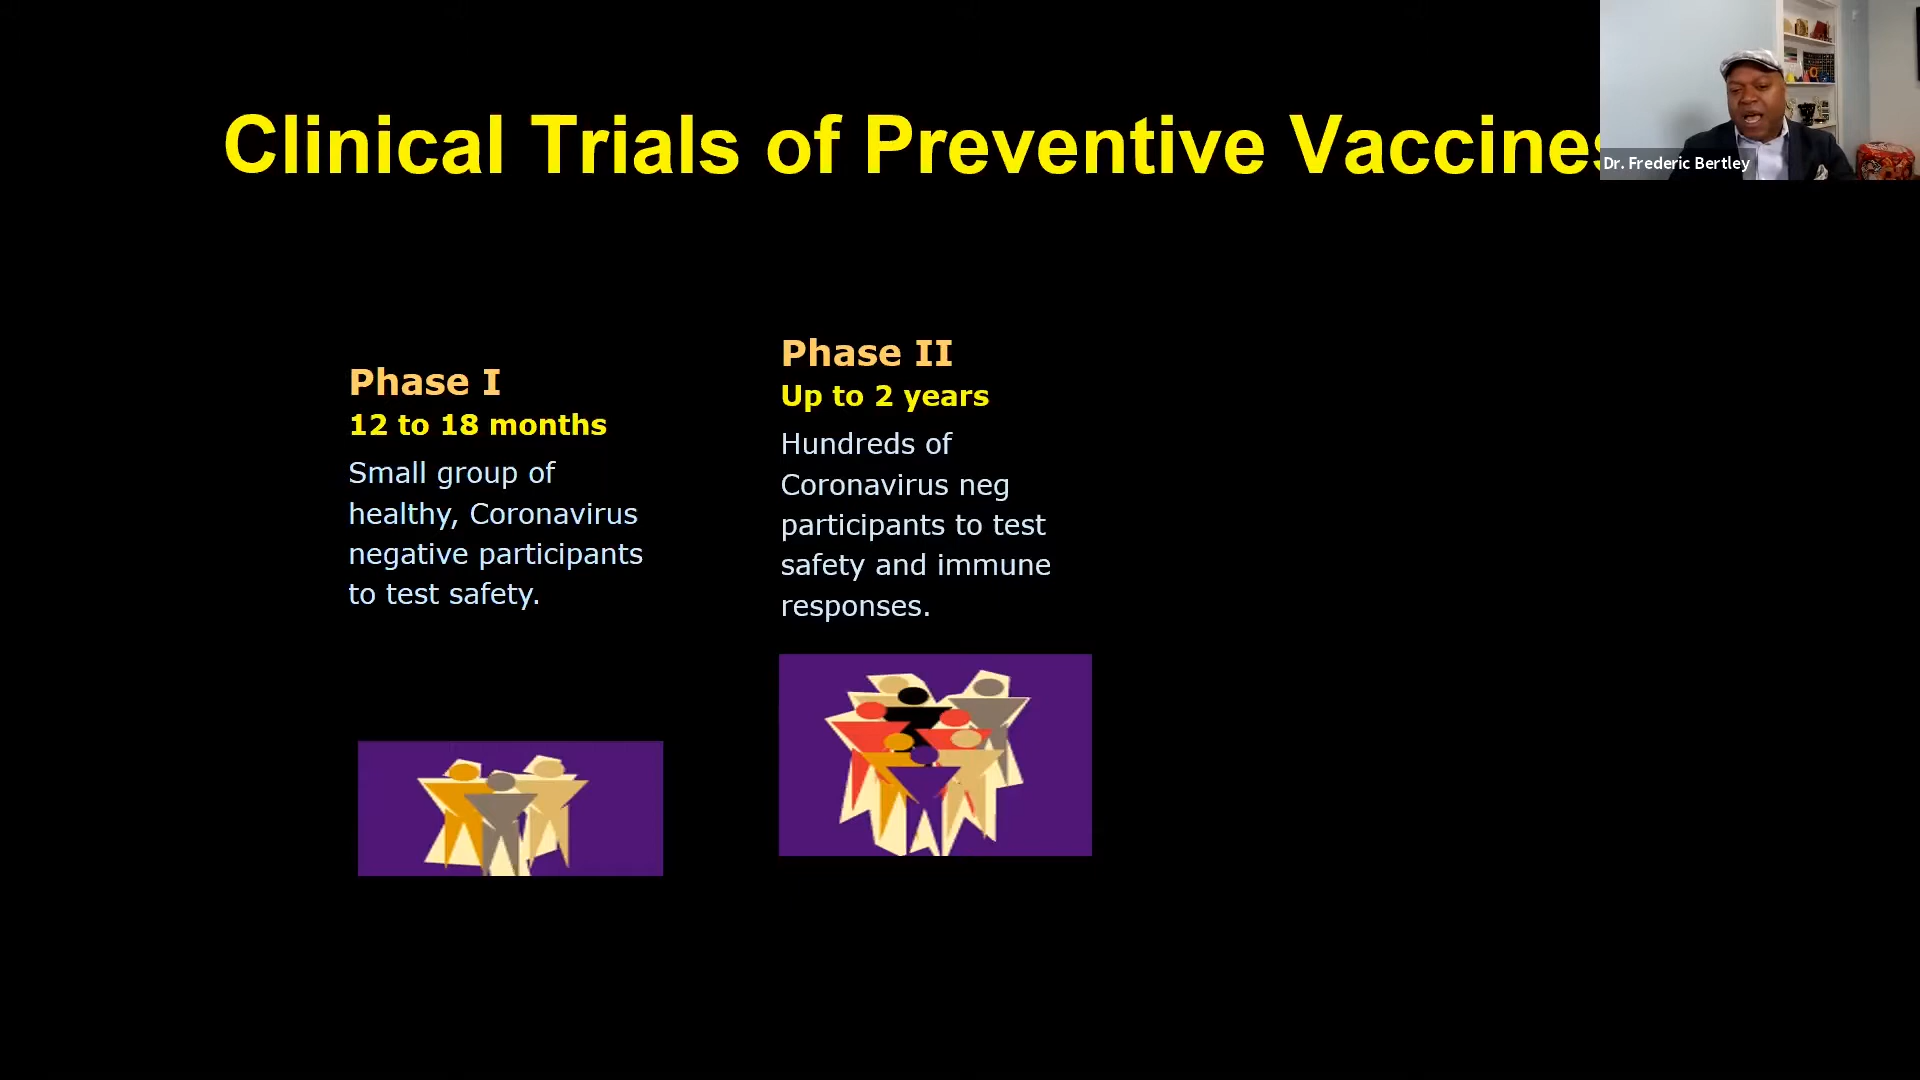 Clinical Trials of Preventive Vaccines
Dr. Frederic Bertley
Phase I
12 to 18 months
Small group of
healthy, Coronavirus
negative participants
to test safety.
Phase II
Up to 2 years
Hundreds of
Coronavirus neg
participants to test
safety and immune
responses.